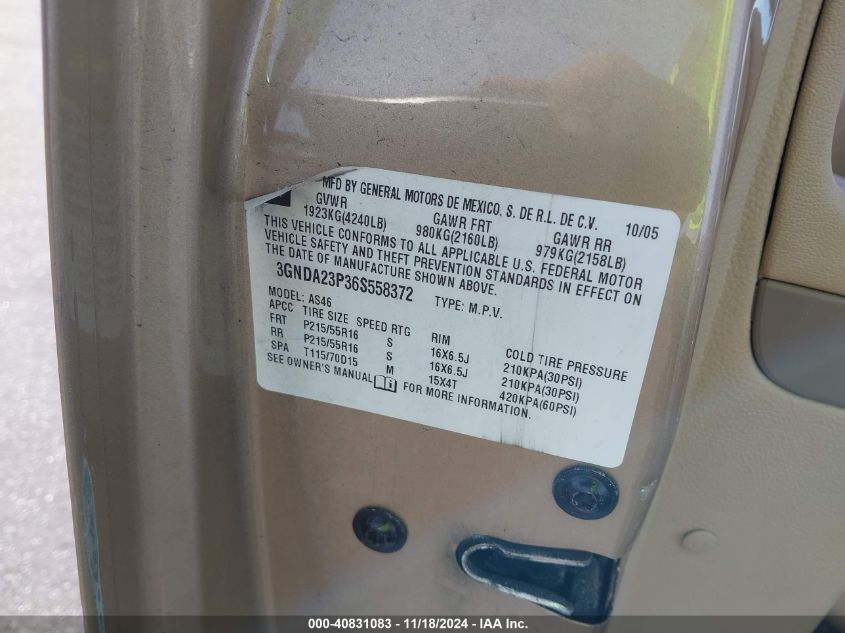 MFD BY GENERAL MOTORS DE MEXICO, S. DE R.L. DE C.V. 10/05
GVWR GAWR FRT GAWR RR
1923KG(4240LB) 980KG(2160LB) 979KG(2158LB)
THIS VEHICLE CONFORMS TO ALL APPLICABLE U.S. FEDERAL MOTOR
VEHICLE SAFETY AND THEFT PREVENTION STANDARDS IN EFFECT ON
THE DATE OF MANUFACTURE SHOWN ABOVE.
3GNDA23P36S558372 TYPE: M.P.V.
MODEL: AS46
APCC TIRE SIZE SPEED RTG RIM COLD TIRE PRESSURE
FRT P215/55R16 S 16X6.5J 210KPA(30PSI)
RR P215/55R16 S 16X6.5J 210KPA(30PSI)
SPA T115/70D15 M 15X4T 420KPA(60PSI)
SEE OWNER'S MANUAL FOR MORE INFORMATION.
000-40831083 - 11/18/2024 - IAA Inc.